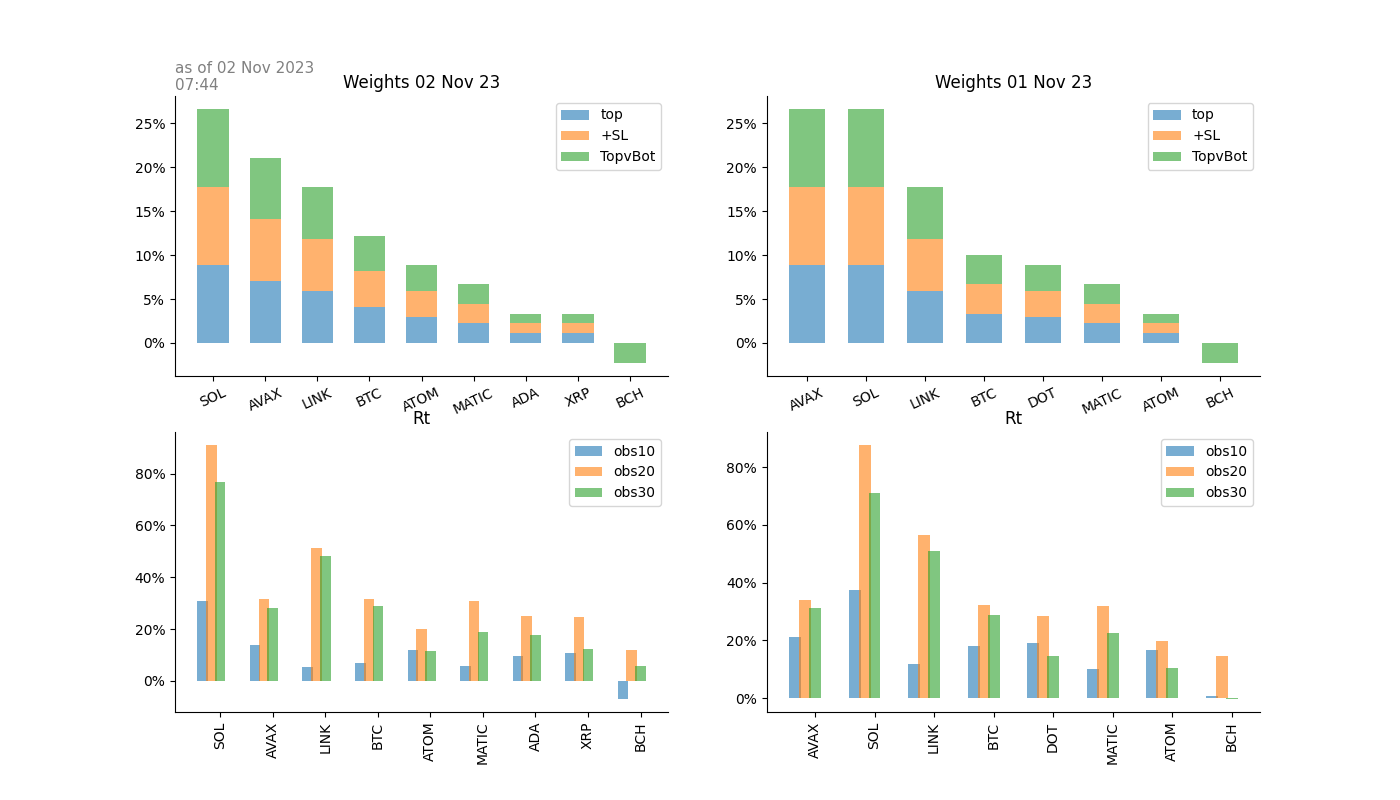 as of 02 Nov 2023
07:44
Weights 02 Nov 23
25%
20%
15%
10%
5%
0%
top
+SL
TopvBot
SOL
AVAX
LINK
BTC
ATOM
MATIC
ADA
XRP
BCH
Weights 01 Nov 23
25%
20%
15%
10%
5%
0%
top
+SL
TopvBot
AVAX
SOL
LINK
BTC
DOT
MATIC
ATOM
BCH
Rt
80%
60%
40%
20%
0%
obs10
obs20
obs30
SOL
AVAX
LINK
BTC
ATOM
MATIC
ADA
XRP
BCH
Rt
80%
60%
40%
20%
0%
obs10
obs20
obs30
AVAX
SOL
LINK
BTC
DOT
MATIC
ATOM
BCH